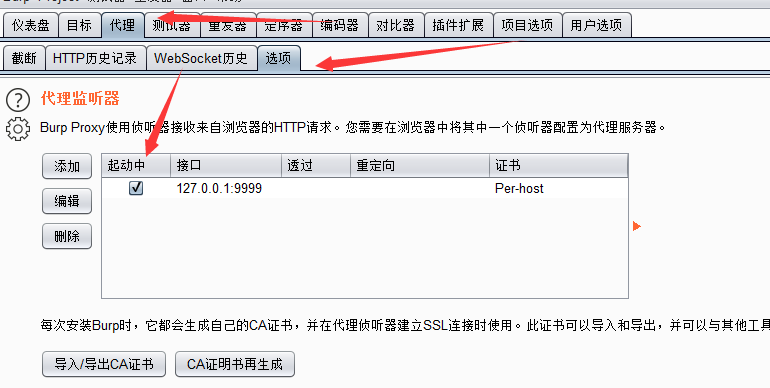 仪表盘 目标 代理 测试器 重发器 定序器 编码器 对比器 插件扩展 项目选项 用户选项
截断 HTTP历史记录 WebSocket历史 选项
代理监听器
Burp Proxy使用侦听器接收来自浏览器的HTTP请求。您需要在浏览器中将其中一个侦听器配置为代理服务器。
添加 起动中 接口 透过 重定向 证书
127.0.0.1:9999 Per-host
编辑
删除
每次安装Burp时，它都会生成自己的CA证书，并在代理侦听器建立SSL连接时使用。此证书可以导入和导出，并可以与其他工具
导入/导出CA证书 CA证明书再生成